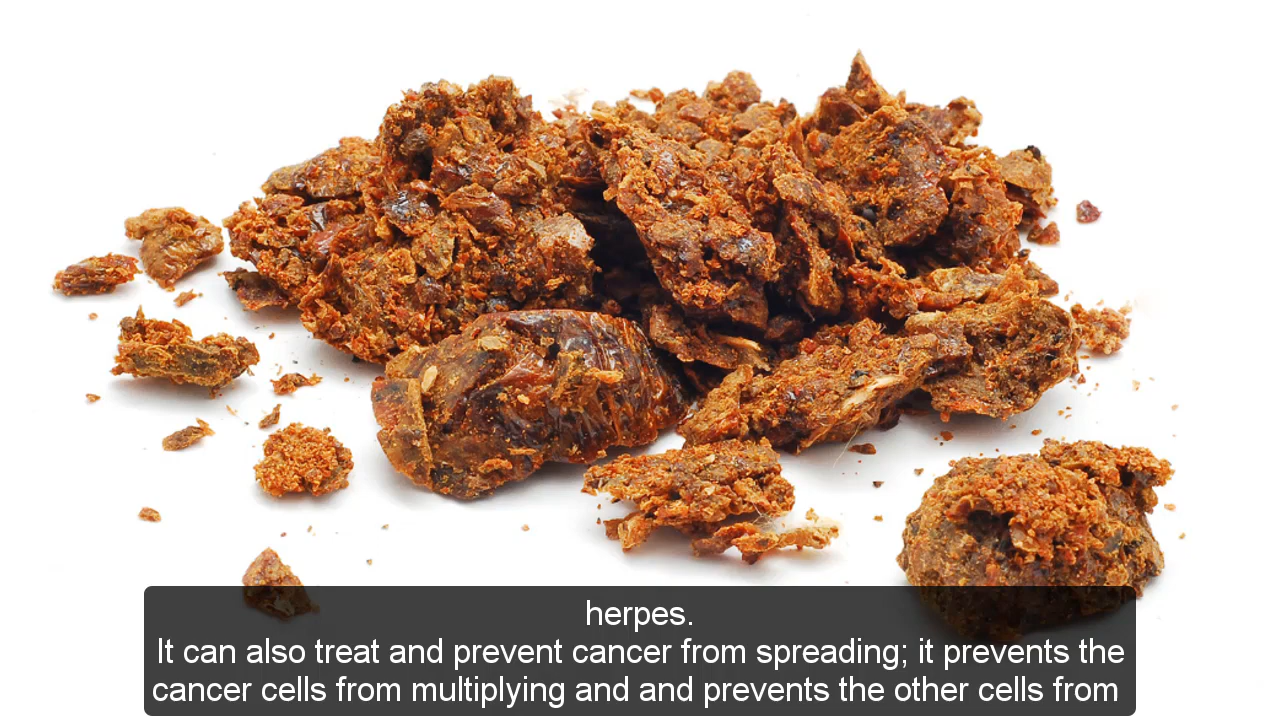 herpes.
It can also treat and prevent cancer from spreading; it prevents the
cancer cells from multiplying and and prevents the other cells from